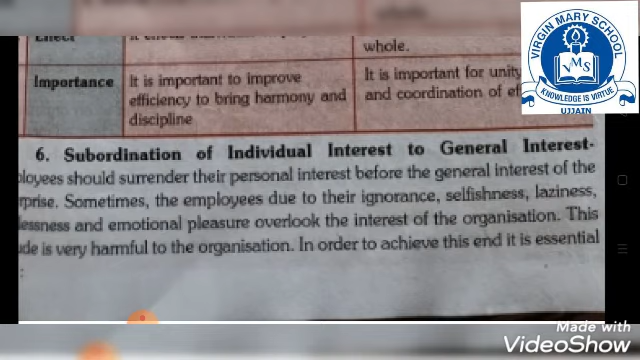 whole.
Importance
It is important to improve
efficiency to bring harmony and
discipline
It is important for unity
and coordination of
6. Subordination of Individual Interest to General Interest-
should surrender their personal interest before the general interest of the
Sometimes, the employees due to their ignorance, selfishness, laziness,
and emotional pleasure overlook the interest of the organisation. This
is very harmful to the organisation. In order to achieve this end it is essential
:
VIRGIN MARY SCHOOL
VMS
KNOWLEDGE IS VIRTUE
UJJAIN
Made with
VideoShow